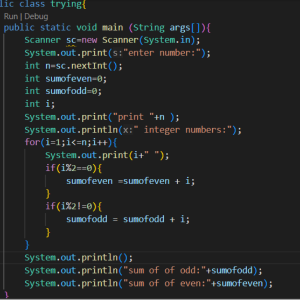 lic class trying{
Run | Debug
public static void main (String args[]){
Scanner sc=new Scanner(System.in);
System.out.print(s:"enter number:");
int n=sc.nextInt();
int sumofeven=0;
int sumofodd=0;
int i;
System.out.print("print "+n );
System.out.println(x:" integer numbers:");
for(i=1;i<=n;i++){
System.out.print(i+" ");
if(i%2==0){
sumofeven =sumofeven + i;
}
if(i%2!=0){
sumofodd = sumofodd + i;
}
}
System.out.println();
System.out.println("sum of of odd:"+sumofodd);
System.out.println("sum of of even:"+sumofeven);
}